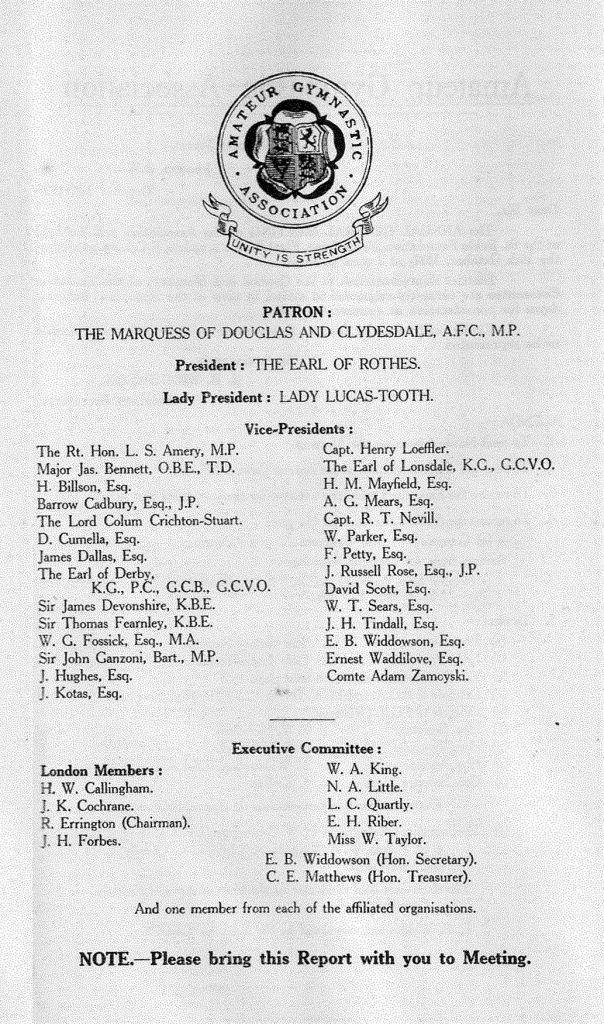 AMATEUR GYMNASTIC ASSOCIATION
UNITY IS STRENGTH
PATRON :
THE MARQUESS OF DOUGLAS AND CLYDESDALE, A.F.C., M.P.
President : THE EARL OF ROTHES.
Lady President : LADY LUCAS-TOOTH.
Vice-Presidents :
The Rt. Hon. L. S. Amery, M.P.
Major Jas. Bennett, O.B.E., T.D.
H. Billson, Esq.
Barrow Cadbury, Esq., J.P.
The Lord Colum Crichton-Stuart.
D. Cumella, Esq.
James Dallas, Esq.
The Earl of Derby,
K.G., P.C., G.C.B., G.C.V.O.
Sir James Devonshire, K.B.E.
Sir Thomas Fearnley, K.B.E.
W. G. Fossick, Esq., M.A.
Sir John Ganzoni, Bart., M.P.
J. Hughes, Esq.
J. Kotas, Esq.
Capt. Henry Loeffler.
The Earl of Lonsdale, K.G., G.C.V.O.
H. M. Mayfield, Esq.
A. G. Mears, Esq.
Capt. R. T. Nevill.
W. Parker, Esq.
F. Petty, Esq.
J. Russell Rose, Esq., J.P.
David Scott, Esq.
W. T. Sears, Esq.
J. H. Tindall, Esq.
E. B. Widdowson, Esq.
Ernest Waddilove, Esq.
Comte Adam Zamoyski.
Executive Committee :
London Members :
H. W. Callingham.
J. K. Cochrane.
R. Errington (Chairman).
J. H. Forbes.
W. A. King.
N. A. Little.
L. C. Quartly.
E. H. Riber.
Miss W. Taylor.
E. B. Widdowson (Hon. Secretary).
C. E. Matthews (Hon. Treasurer).
And one member from each of the affiliated organisations.
NOTE.—Please bring this Report with you to Meeting.